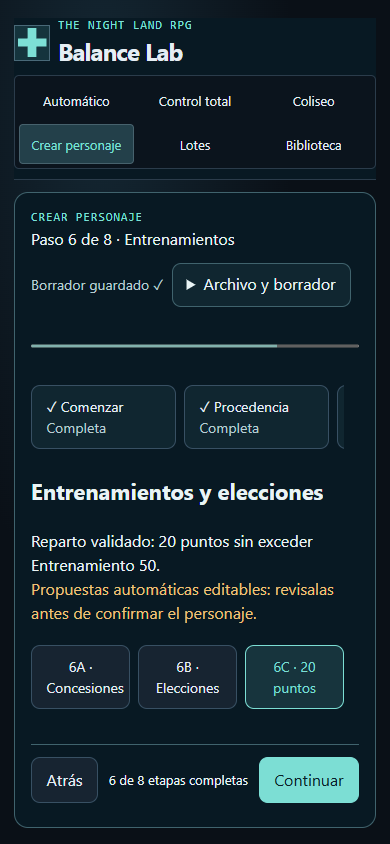 THE NIGHT LAND RPG
Balance Lab
Automático
Control total
Coliseo
Crear personaje
Lotes
Biblioteca
CREAR PERSONAJE
Paso 6 de 8 · Entrenamientos
Borrador guardado ✓
▶ Archivo y borrador
✓ Comenzar
Completa
✓ Procedencia
Completa
Entrenamientos y elecciones
Reparto validado: 20 puntos sin exceder
Entrenamiento 50.
Propuestas automáticas editables: revisalas
antes de confirmar el personaje.
6A ·
Concesiones
6B ·
Elecciones
6C · 20
puntos
Atrás
6 de 8 etapas completas
Continuar